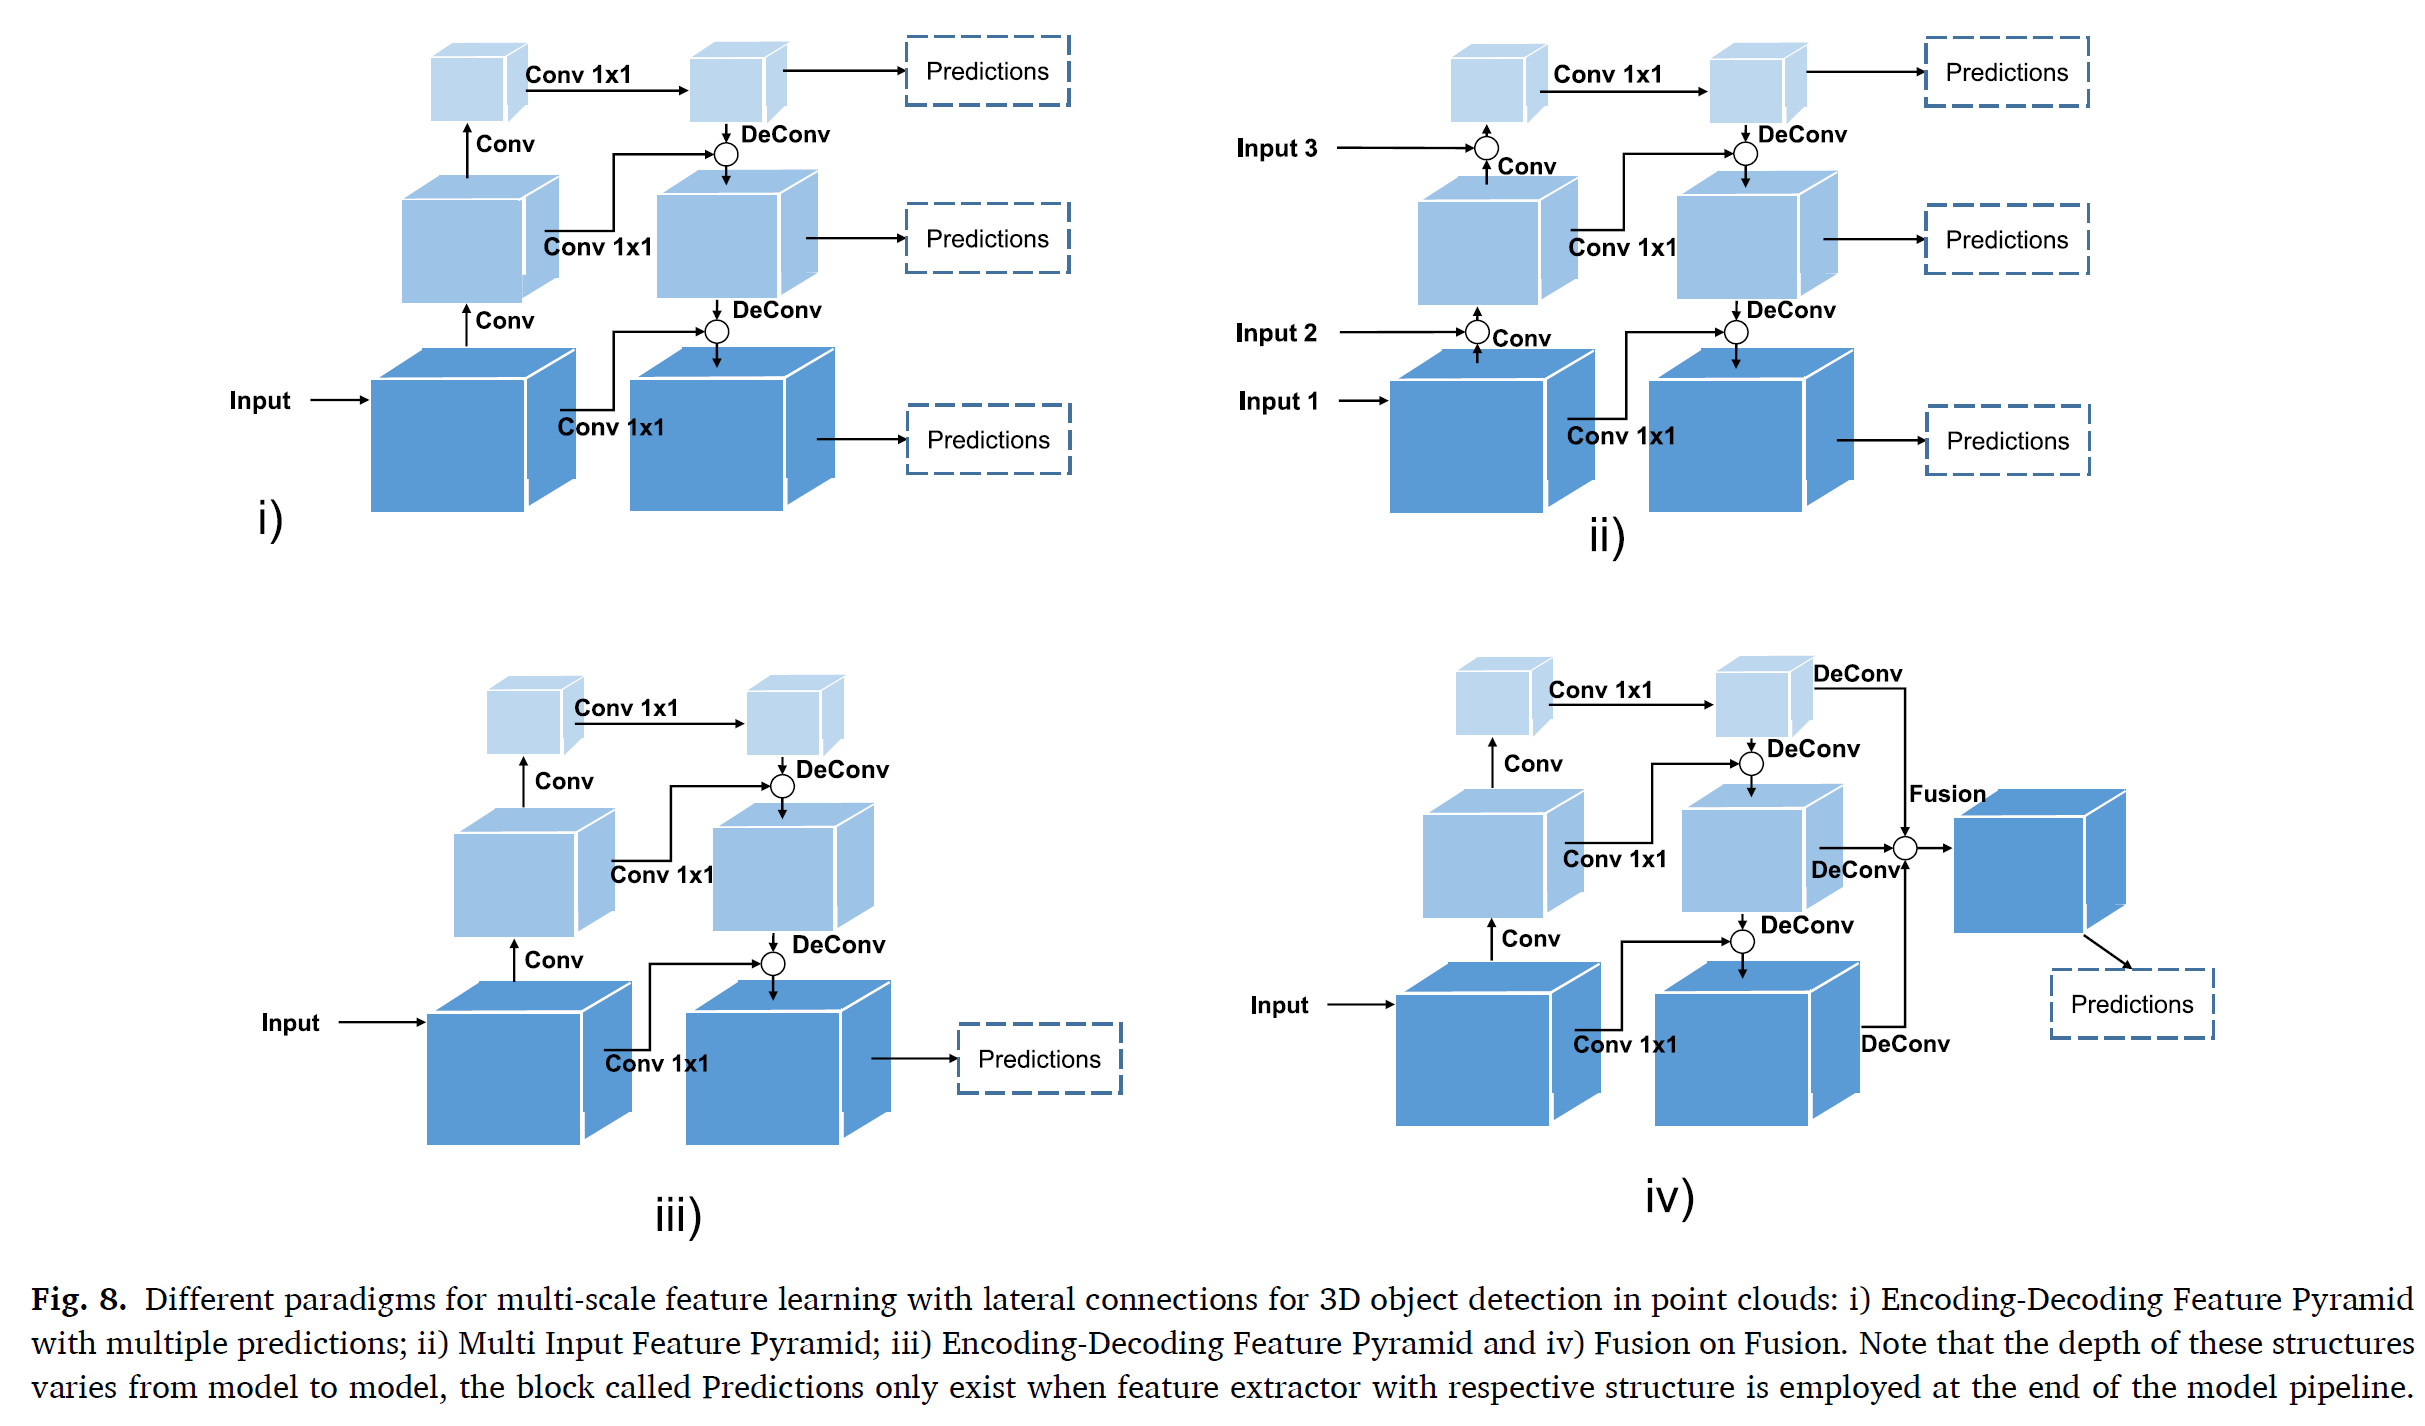 Conv 1x1
Predictions
DeConv
Conv
Predictions
Conv 1x1
DeConv
Conv
Input
Conv 1x1
Predictions
i)
Conv 1x1
Predictions
DeConv
Input 3
Conv
Predictions
Conv 1x1
DeConv
Input 2
Conv
Input 1
Conv 1x1
Predictions
ii)
Conv 1x1
DeConv
Conv
Conv 1x1
DeConv
Conv
Input
Conv 1x1
Predictions
iii)
DeConv
Conv 1x1
DeConv
Conv
Fusion
Conv 1x1
DeConv
DeConv
Conv
Input
Predictions
Conv 1x1
DeConv
iv)
Fig. 8. Different paradigms for multi-scale feature learning with lateral connections for 3D object detection in point clouds: i) Encoding-Decoding Feature Pyramid
with multiple predictions; ii) Multi Input Feature Pyramid; iii) Encoding-Decoding Feature Pyramid and iv) Fusion on Fusion. Note that the depth of these structures
varies from model to model, the block called Predictions only exist when feature extractor with respective structure is employed at the end of the model pipeline.